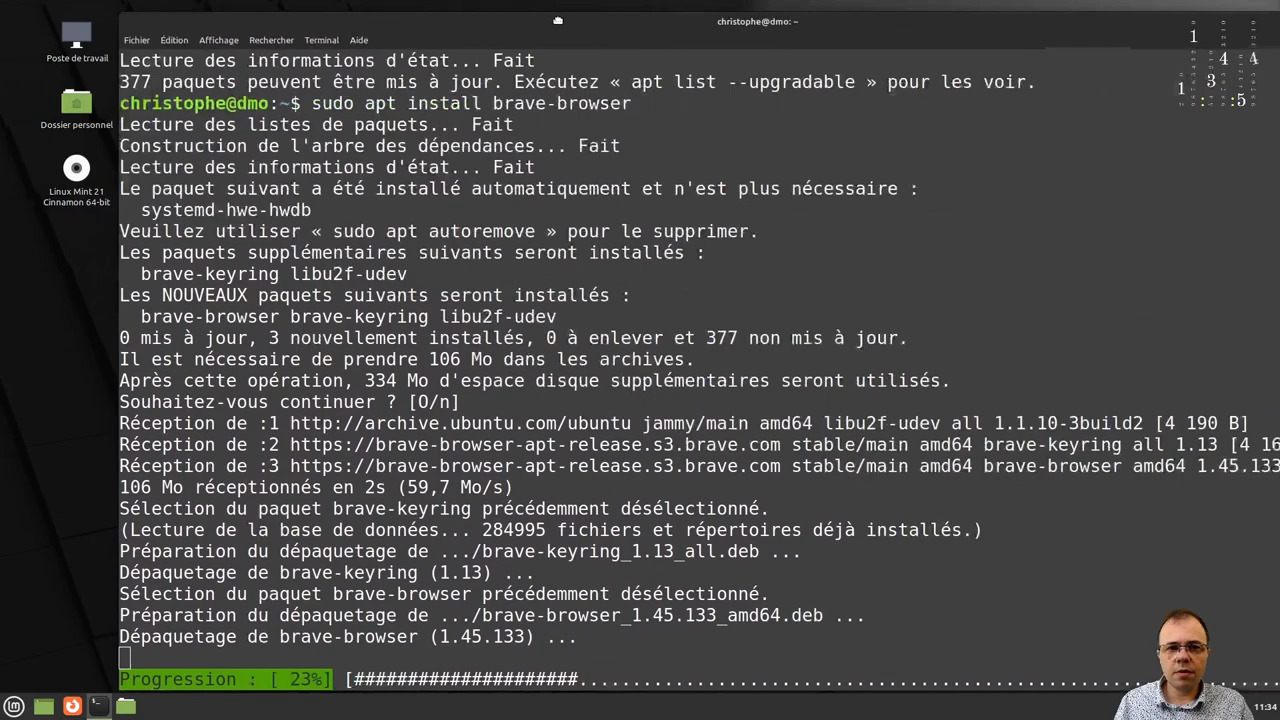 christophe@dmo: ~
Fichier Édition Affichage Rechercher Terminal Aide
Poste de travail
Dossier personnel
Linux Mint 21
Cinnamon 64-bit
Lecture des informations d'état... Fait
377 paquets peuvent être mis à jour. Exécutez « apt list --upgradable » pour les voir.
christophe@dmo:~$ sudo apt install brave-browser
Lecture des listes de paquets... Fait
Construction de l'arbre des dépendances... Fait
Lecture des informations d'état... Fait
Le paquet suivant a été installé automatiquement et n'est plus nécessaire :
systemd-hwe-hwdb
Veuillez utiliser « sudo apt autoremove » pour le supprimer.
Les paquets supplémentaires suivants seront installés :
brave-keyring libu2f-udev
Les NOUVEAUX paquets suivants seront installés :
brave-browser brave-keyring libu2f-udev
0 mis à jour, 3 nouvellement installés, 0 à enlever et 377 non mis à jour.
Il est nécessaire de prendre 106 Mo dans les archives.
Après cette opération, 334 Mo d'espace disque supplémentaires seront utilisés.
Souhaitez-vous continuer ? [O/n]
Réception de :1 http://archive.ubuntu.com/ubuntu jammy/main amd64 libu2f-udev all 1.1.10-3build2 [4 190 B]
Réception de :2 https://brave-browser-apt-release.s3.brave.com stable/main amd64 brave-keyring all 1.13 [4 16
Réception de :3 https://brave-browser-apt-release.s3.brave.com stable/main amd64 brave-browser amd64 1.45.133
106 Mo réceptionnés en 2s (59,7 Mo/s)
Sélection du paquet brave-keyring précédemment désélectionné.
(Lecture de la base de données... 284995 fichiers et répertoires déjà installés.)
Préparation du dépaquetage de .../brave-keyring_1.13_all.deb ...
Dépaquetage de brave-keyring (1.13) ...
Sélection du paquet brave-browser précédemment désélectionné.
Préparation du dépaquetage de .../brave-browser_1.45.133_amd64.deb ...
Dépaquetage de brave-browser (1.45.133) ...
Progression : [ 23%] [#####################.................................................................
11:34